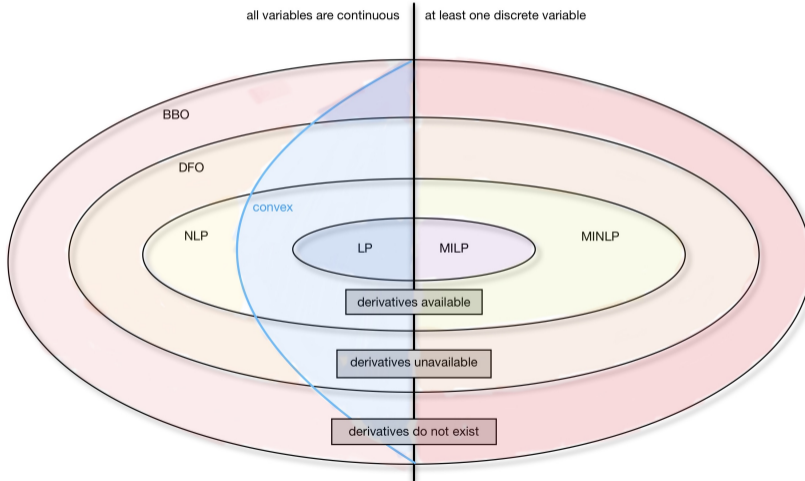 all variables are continuous
at least one discrete variable
BBO
DFO
convex
NLP
LP
MILP
MINLP
derivatives available
derivatives unavailable
derivatives do not exist